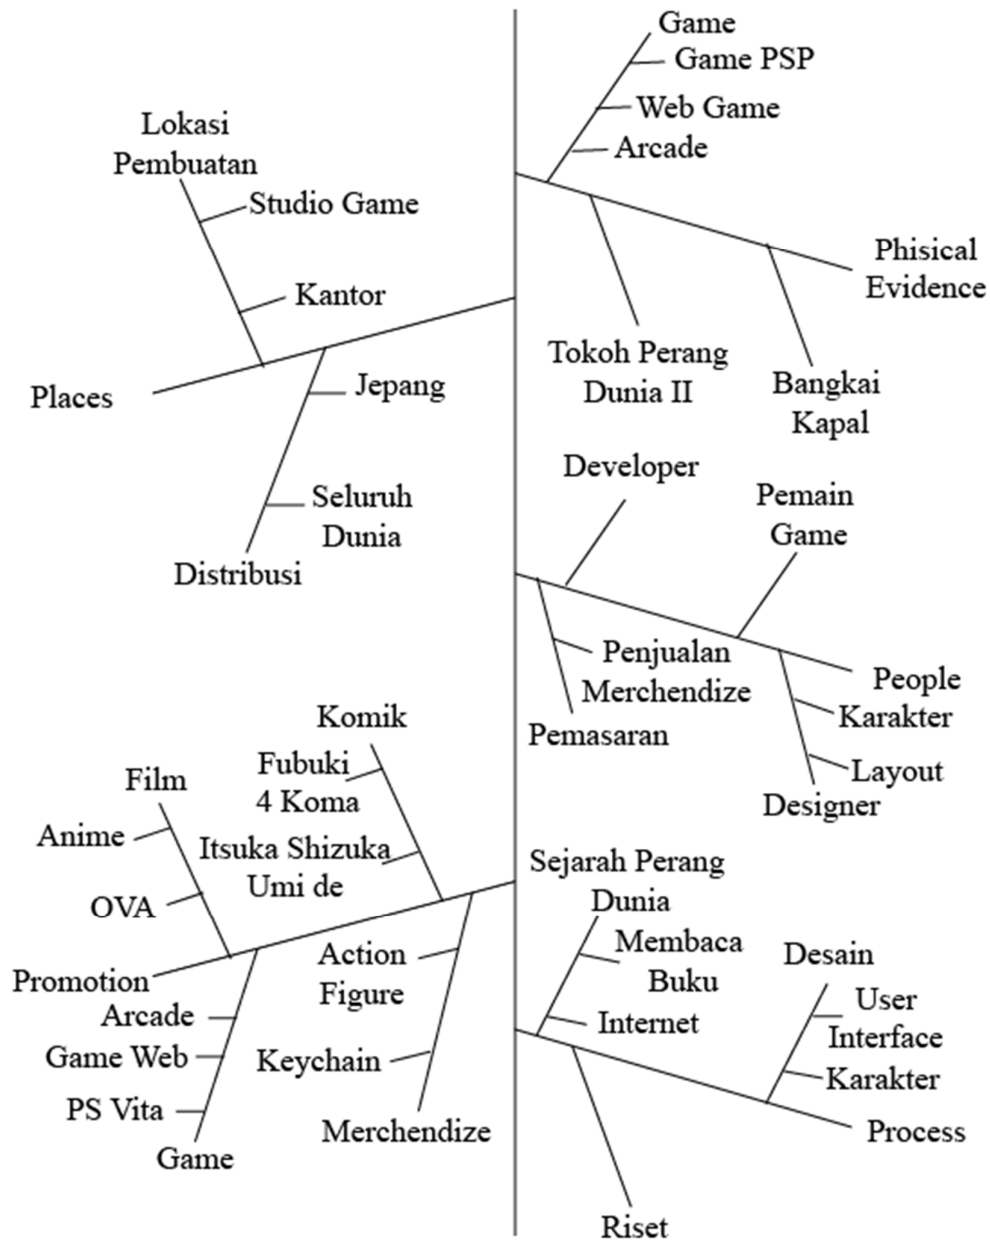 Game
Game PSP
Web Game
Arcade
Phisical
Evidence
Tokoh Perang
Dunia II
Bangkai
Kapal
Lokasi
Pembuatan
Studio Game
Kantor
Places
Jepang
Seluruh
Dunia
Distribusi
Developer
Pemain
Game
Penjualan
Merchendize
Pemasaran
People
Karakter
Layout
Designer
Komik
Fubuki
4 Koma
Itsuka Shizuka
Umi de
Film
Anime
OVA
Promotion
Arcade
Game Web
PS Vita
Game
Action
Figure
Keychain
Merchendize
Sejarah Perang
Dunia
Membaca
Buku
Internet
Desain
User
Interface
Karakter
Process
Riset